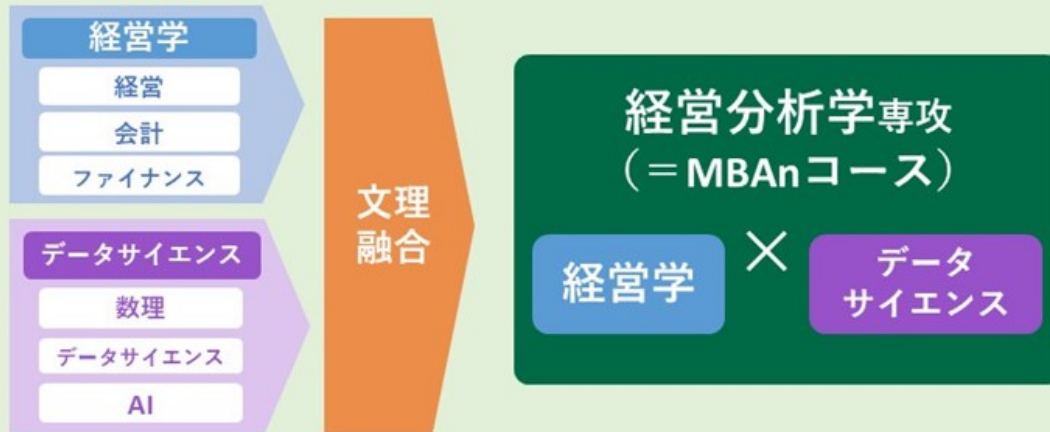 経営学
経営
会計
ファイナンス
データサイエンス
数理
データサイエンス
AI
文理
融合
経営分析学専攻
（＝MBAnコース）
経営学
×
データ
サイエンス